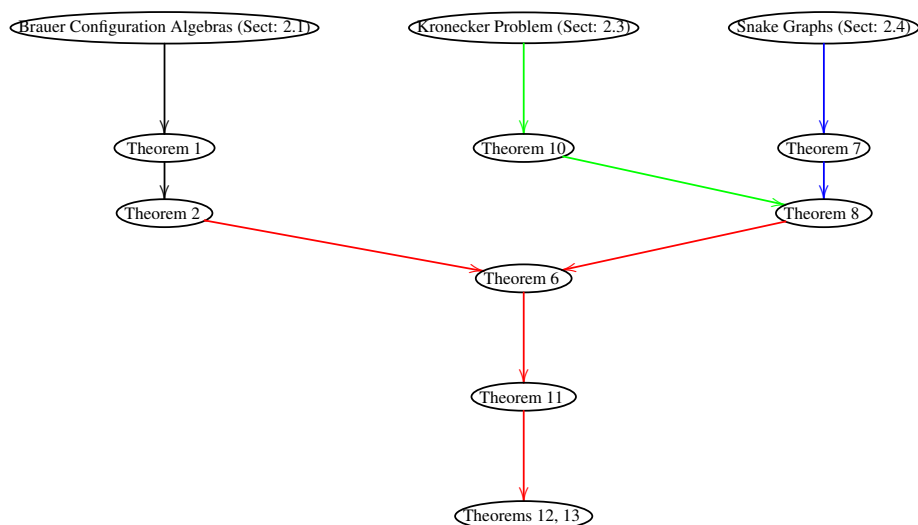 Brauer Configuration Algebras (Sect: 2.1)
Kronecker Problem (Sect: 2.3)
Snake Graphs (Sect: 2.4)
Theorem 1
Theorem 10
Theorem 7
Theorem 2
Theorem 8
Theorem 6
Theorem 11
Theorems 12, 13